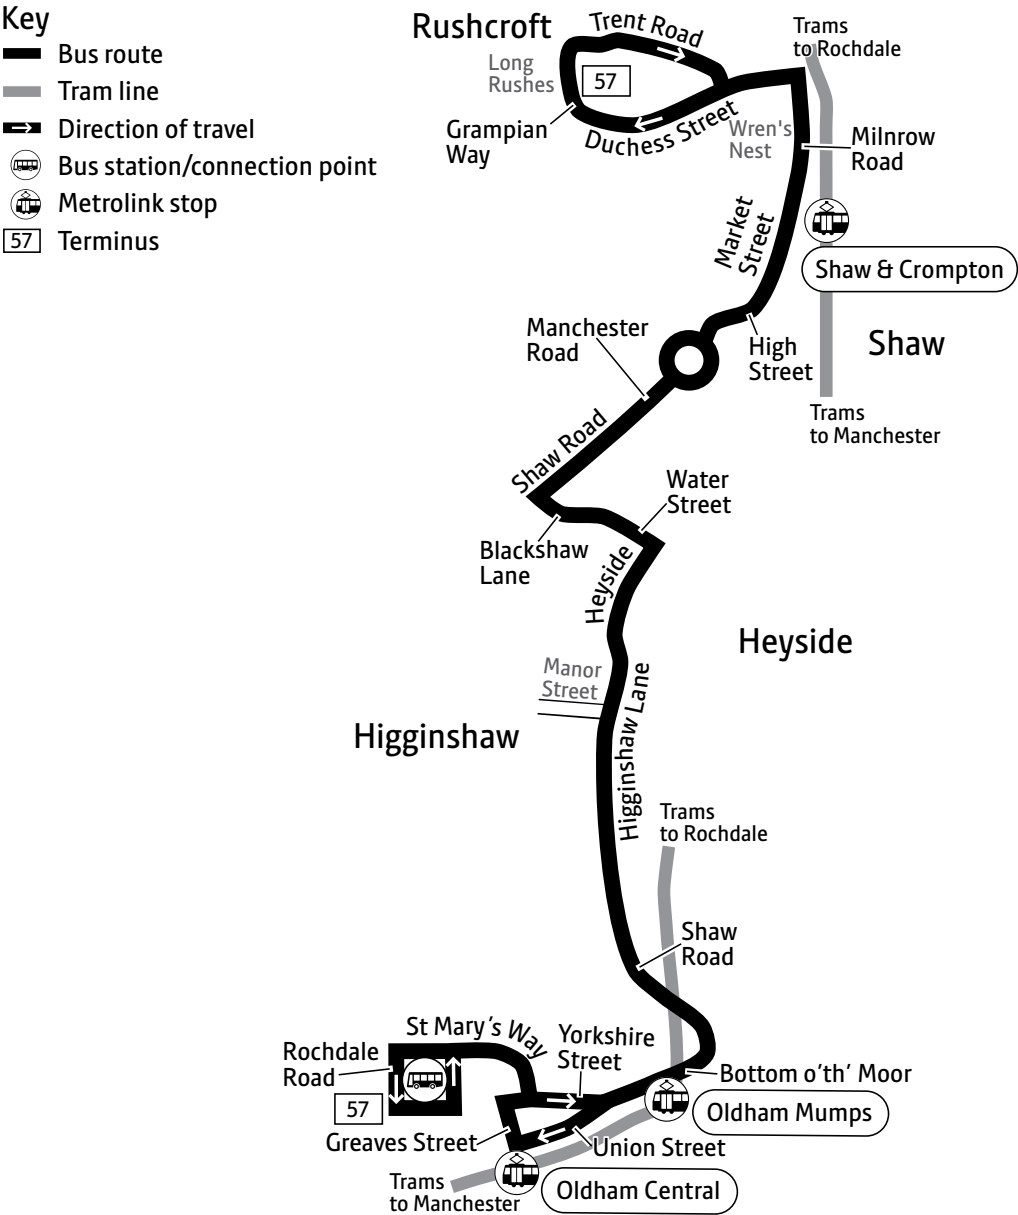 Key
Bus route
Tram line
Direction of travel
Bus station/connection point
Metrolink stop
57 Terminus
Rushcroft
Trent Road
Trams
to Rochdale
Long
Rushes
57
Grampian
Way
Duchess Street
Wren's
Nest
Milnrow
Road
Market
Street
Shaw & Crompton
Manchester
Road
High
Street
Shaw
Trams
to Manchester
Shaw Road
Water
Street
Blackshaw
Lane
Heyside
Heyside
Manor
Street
Higginshaw Lane
Higginshaw
Trams
to Rochdale
Shaw
Road
St Mary's Way
Yorkshire
Street
Rochdale
Road
Bottom o'th' Moor
57
Oldham Mumps
Greaves Street
Union Street
Trams
to Manchester
Oldham Central